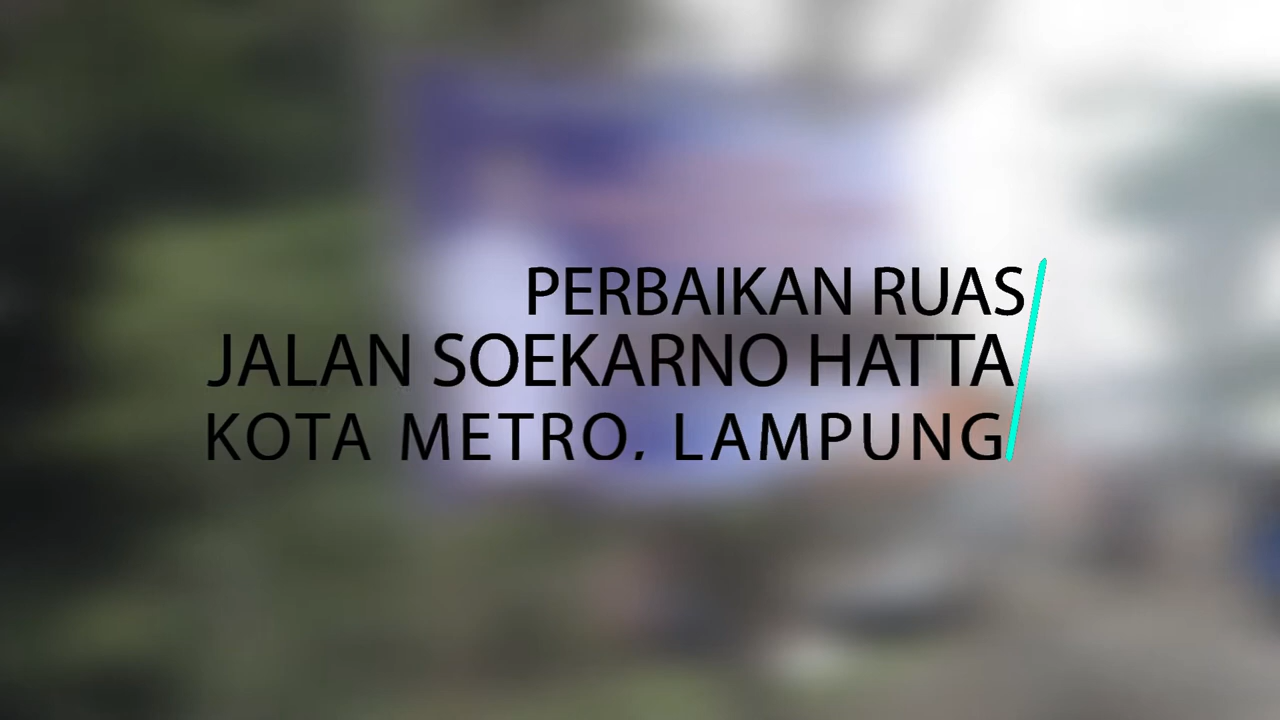 PERBAIKAN RUAS
JALAN SOEKARNO HATTA
KOTA METRO, LAMPUNG